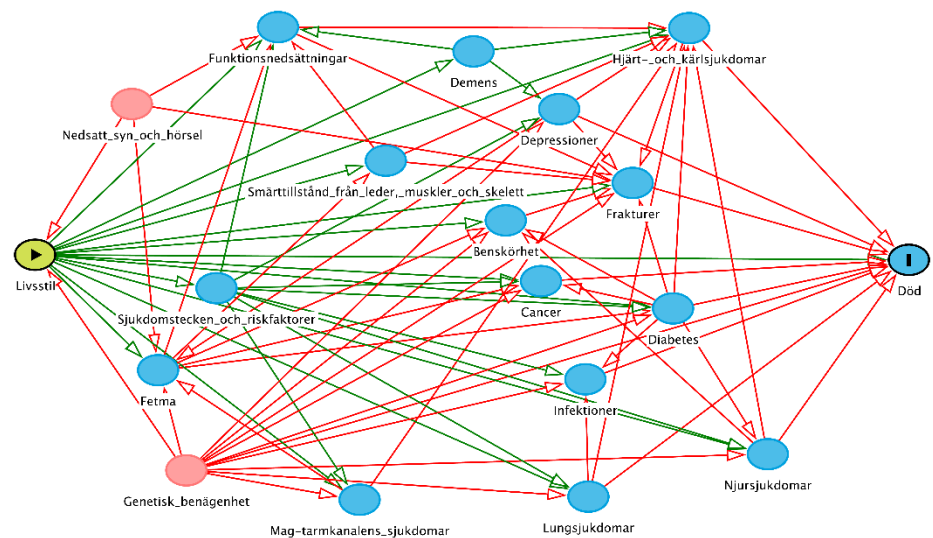 Funktionsnedsättningar
Hjärt-_och_kärlsjukdomar
Demens
Nedsatt_syn_och_hörsel
Depressioner
Smärttillstånd_från_leder,_muskler_och_skelett
Frakturer
Benskörhet
Livsstil
Död
Sjukdomstecken_och_riskfaktorer
Cancer
Diabetes
Fetma
Infektioner
Njursjukdomar
Genetisk_benägenhet
Mag-tarmkanalens_sjukdomar
Lungsjukdomar